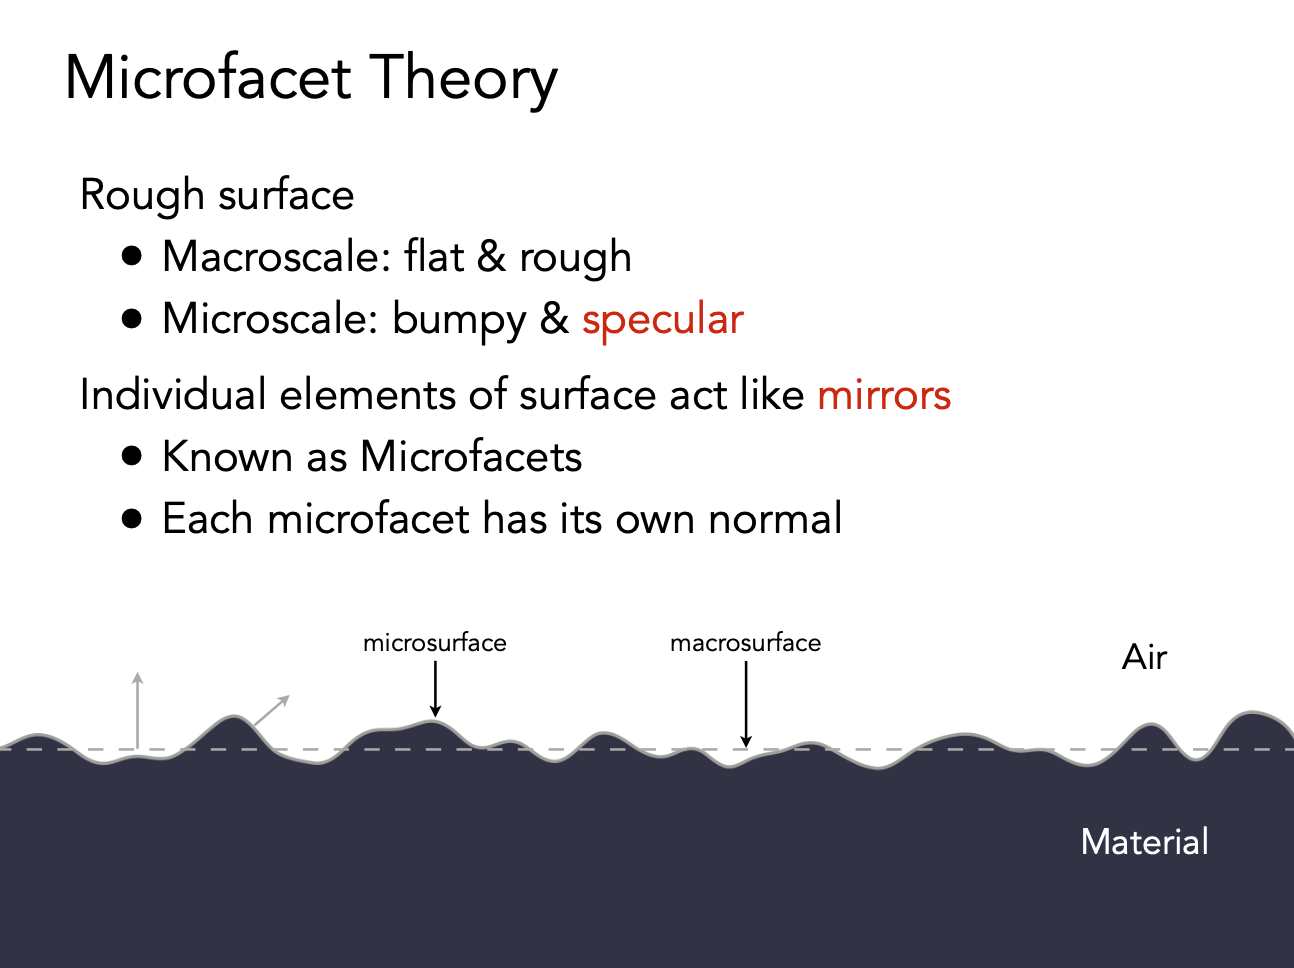 Microfacet Theory
Rough surface
• Macroscale: flat & rough
• Microscale: bumpy & specular
Individual elements of surface act like mirrors
• Known as Microfacets
• Each microfacet has its own normal
microsurface
macrosurface
Air
Material